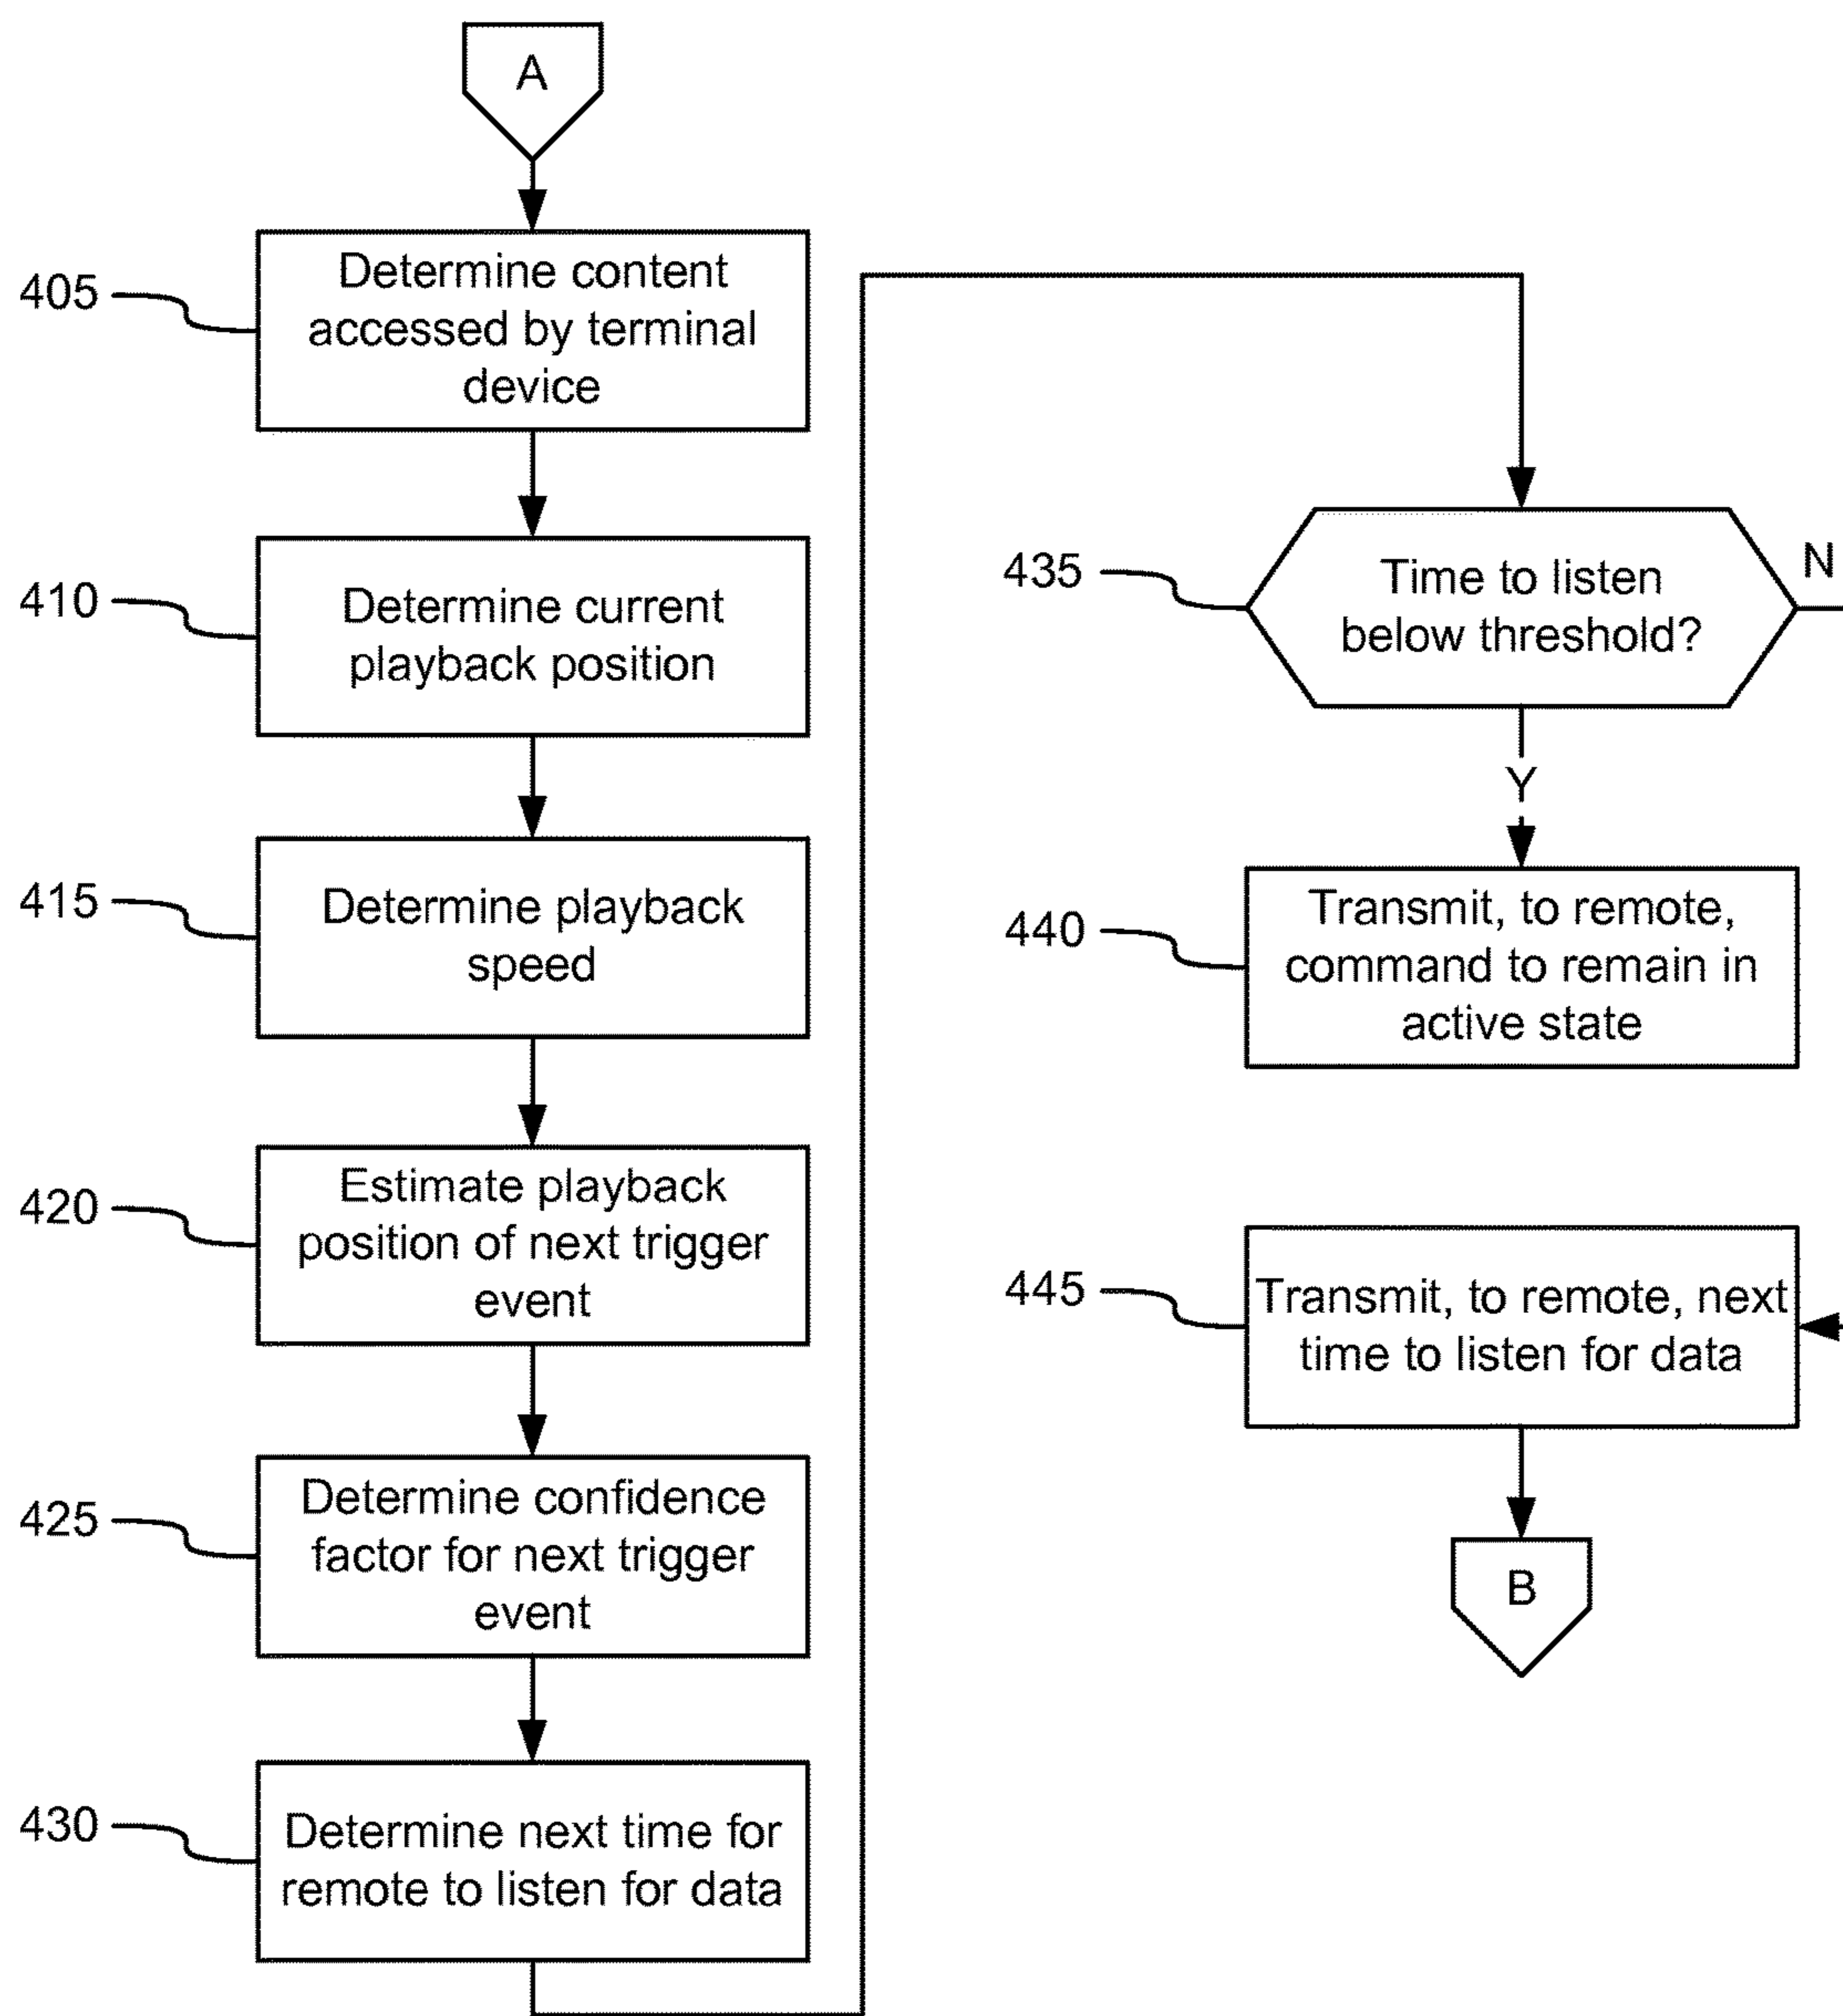 A
405
Determine content
accessed by terminal
device
410
Determine current
playback position
415
Determine playback
speed
420
Estimate playback
position of next trigger
event
425
Determine confidence
factor for next trigger
event
430
Determine next time for
remote to listen for data
435
Time to listen
below threshold?
N
Y
440
Transmit, to remote,
command to remain in
active state
445
Transmit, to remote, next
time to listen for data
B